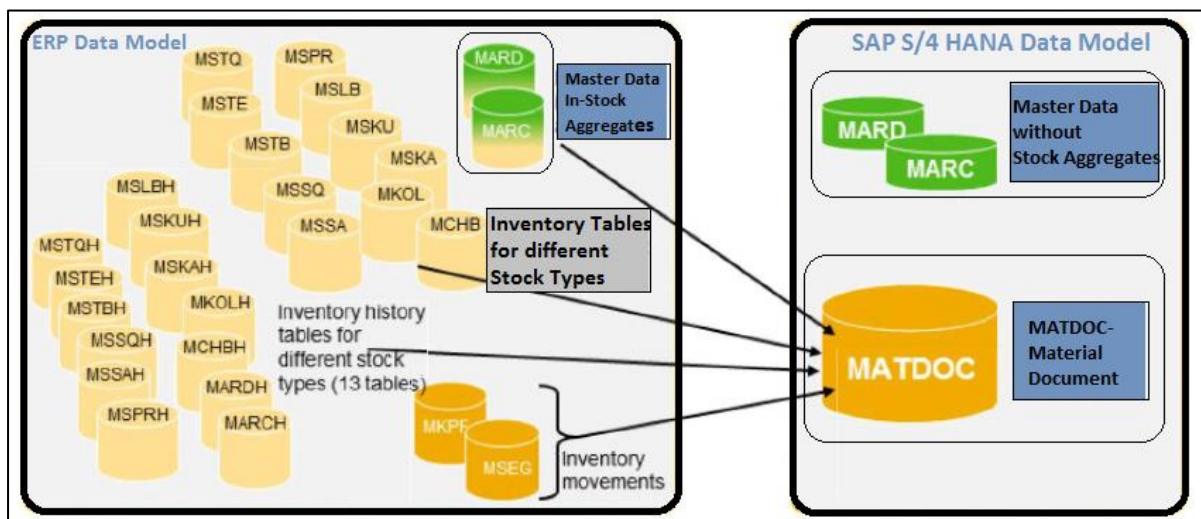 ERP Data Model
MSTQ
MSPR
MARD
Master Data
In-Stock
Aggregates
MSTE
MSLB
MARC
MSKU
MSTB
MSKA
MSLBH
MSSQ
MKOL
MSKUH
MSSA
MCHB
Inventory Tables
for different
Stock Types
MSTQH
MSTEH
MSKAH
MSTBH
MKOLH
Inventory history
tables for
different stock
types (13 tables)
MSSQH
MCHBH
MSSAH
MARDH
MSPRH
MARCH
MKPF
MSEG
Inventory
movements
SAP S/4 HANA Data Model
MARD
MARC
Master Data
without
Stock Aggregates
MATDOC
MATDOC-
Material
Document